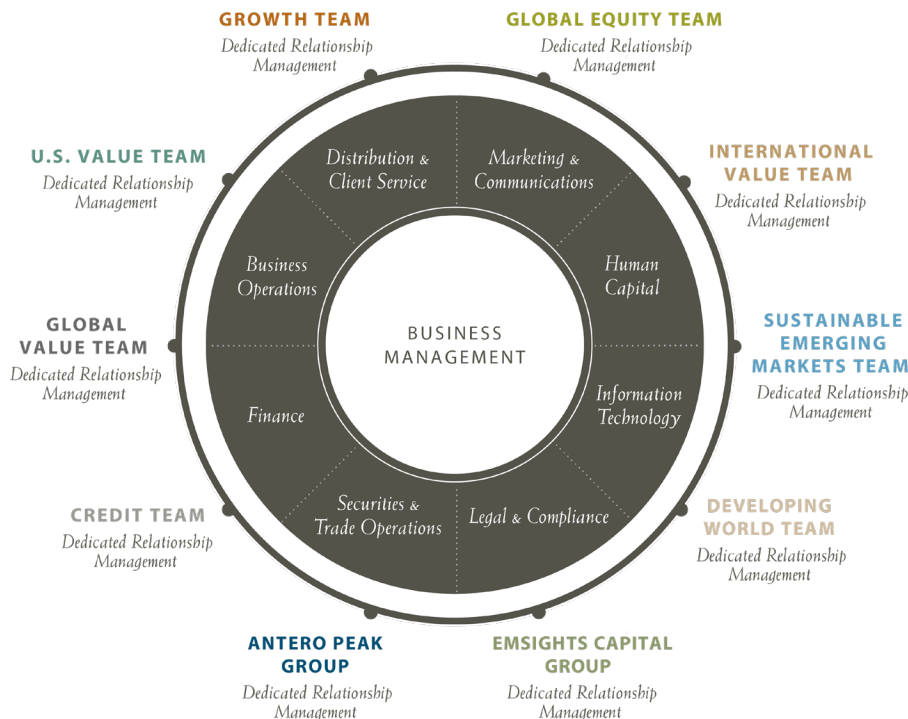 GROWTH TEAM
Dedicated Relationship
Management
GLOBAL EQUITY TEAM
Dedicated Relationship
Management
U.S. VALUE TEAM
Dedicated Relationship
Management
INTERNATIONAL
VALUE TEAM
Dedicated Relationship
Management
GLOBAL
VALUE TEAM
Dedicated Relationship
Management
SUSTAINABLE
EMERGING
MARKETS TEAM
Dedicated Relationship
Management
CREDIT TEAM
Dedicated Relationship
Management
DEVELOPING
WORLD TEAM
Dedicated Relationship
Management
ANTERO PEAK
GROUP
Dedicated Relationship
Management
EMSIGHTS CAPITAL
GROUP
Dedicated Relationship
Management
Distribution &
Client Service
Marketing &
Communications
Business
Operations
Human
Capital
Finance
Information
Technology
Securities &
Trade Operations
Legal & Compliance
BUSINESS
MANAGEMENT